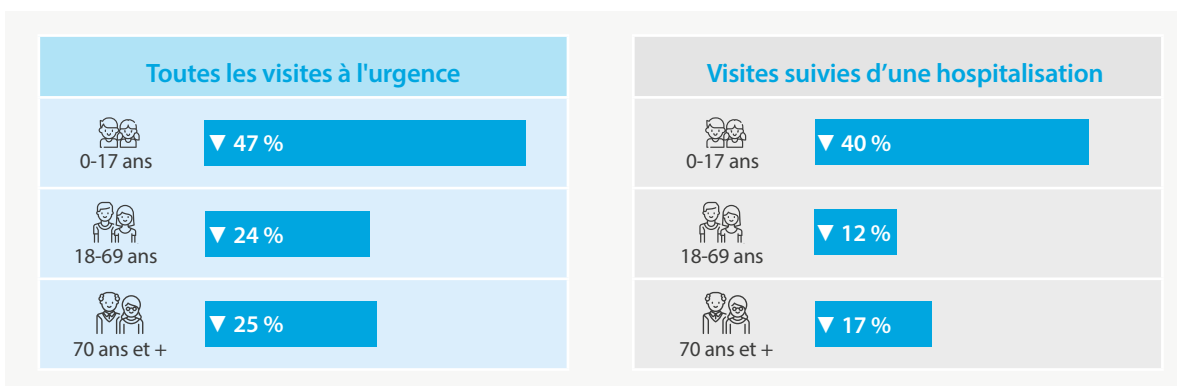 Toutes les visites à l'urgence
▼ 47 %
0-17 ans
▼ 24 %
18-69 ans
▼ 25 %
70 ans et +
Visites suivies d’une hospitalisation
▼ 40 %
0-17 ans
▼ 12 %
18-69 ans
▼ 17 %
70 ans et +